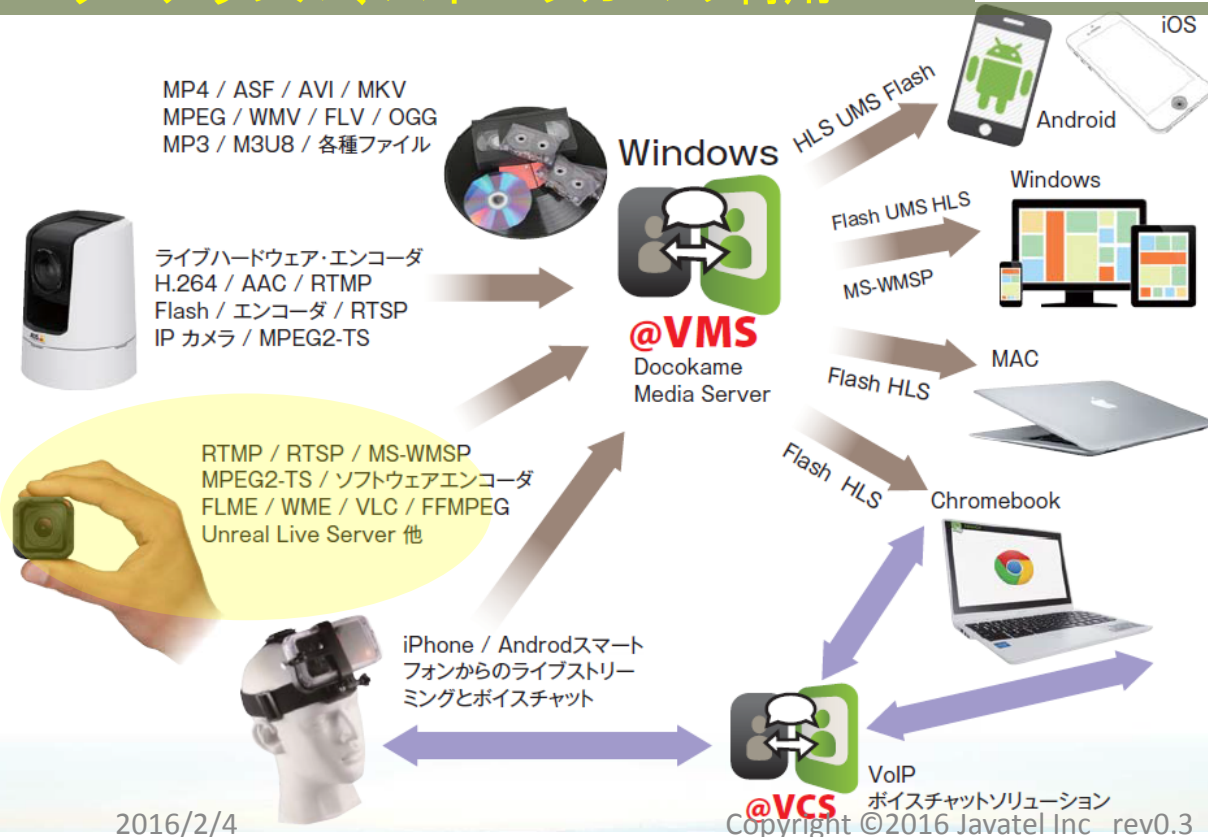 iOS
MP4 / ASF / AVI / MKV
MPEG / WMV / FLV / OGG
MP3 / M3U8 / 各種ファイル
HLS UMS Flash
Android
Windows
Windows
Flash UMS HLS
MS-WMSP
ライブハードウェア・エンコーダ
H.264 / AAC / RTMP
Flash / エンコーダ / RTSP
IP カメラ / MPEG2-TS
@VMS
Docokame
Media Server
MAC
Flash HLS
Flash HLS
RTMP / RTSP / MS-WMSP
MPEG2-TS / ソフトウェアエンコーダ
FLME / WME / VLC / FFMPEG
Unreal Live Server 他
Chromebook
iPhone / Androdスマート
フォンからのライブストリー
ミングとボイスチャット
@VCS
VoIP
ボイスチャットソリューション
2016/2/4
Copyright ©2016 Javatel Inc rev0.3